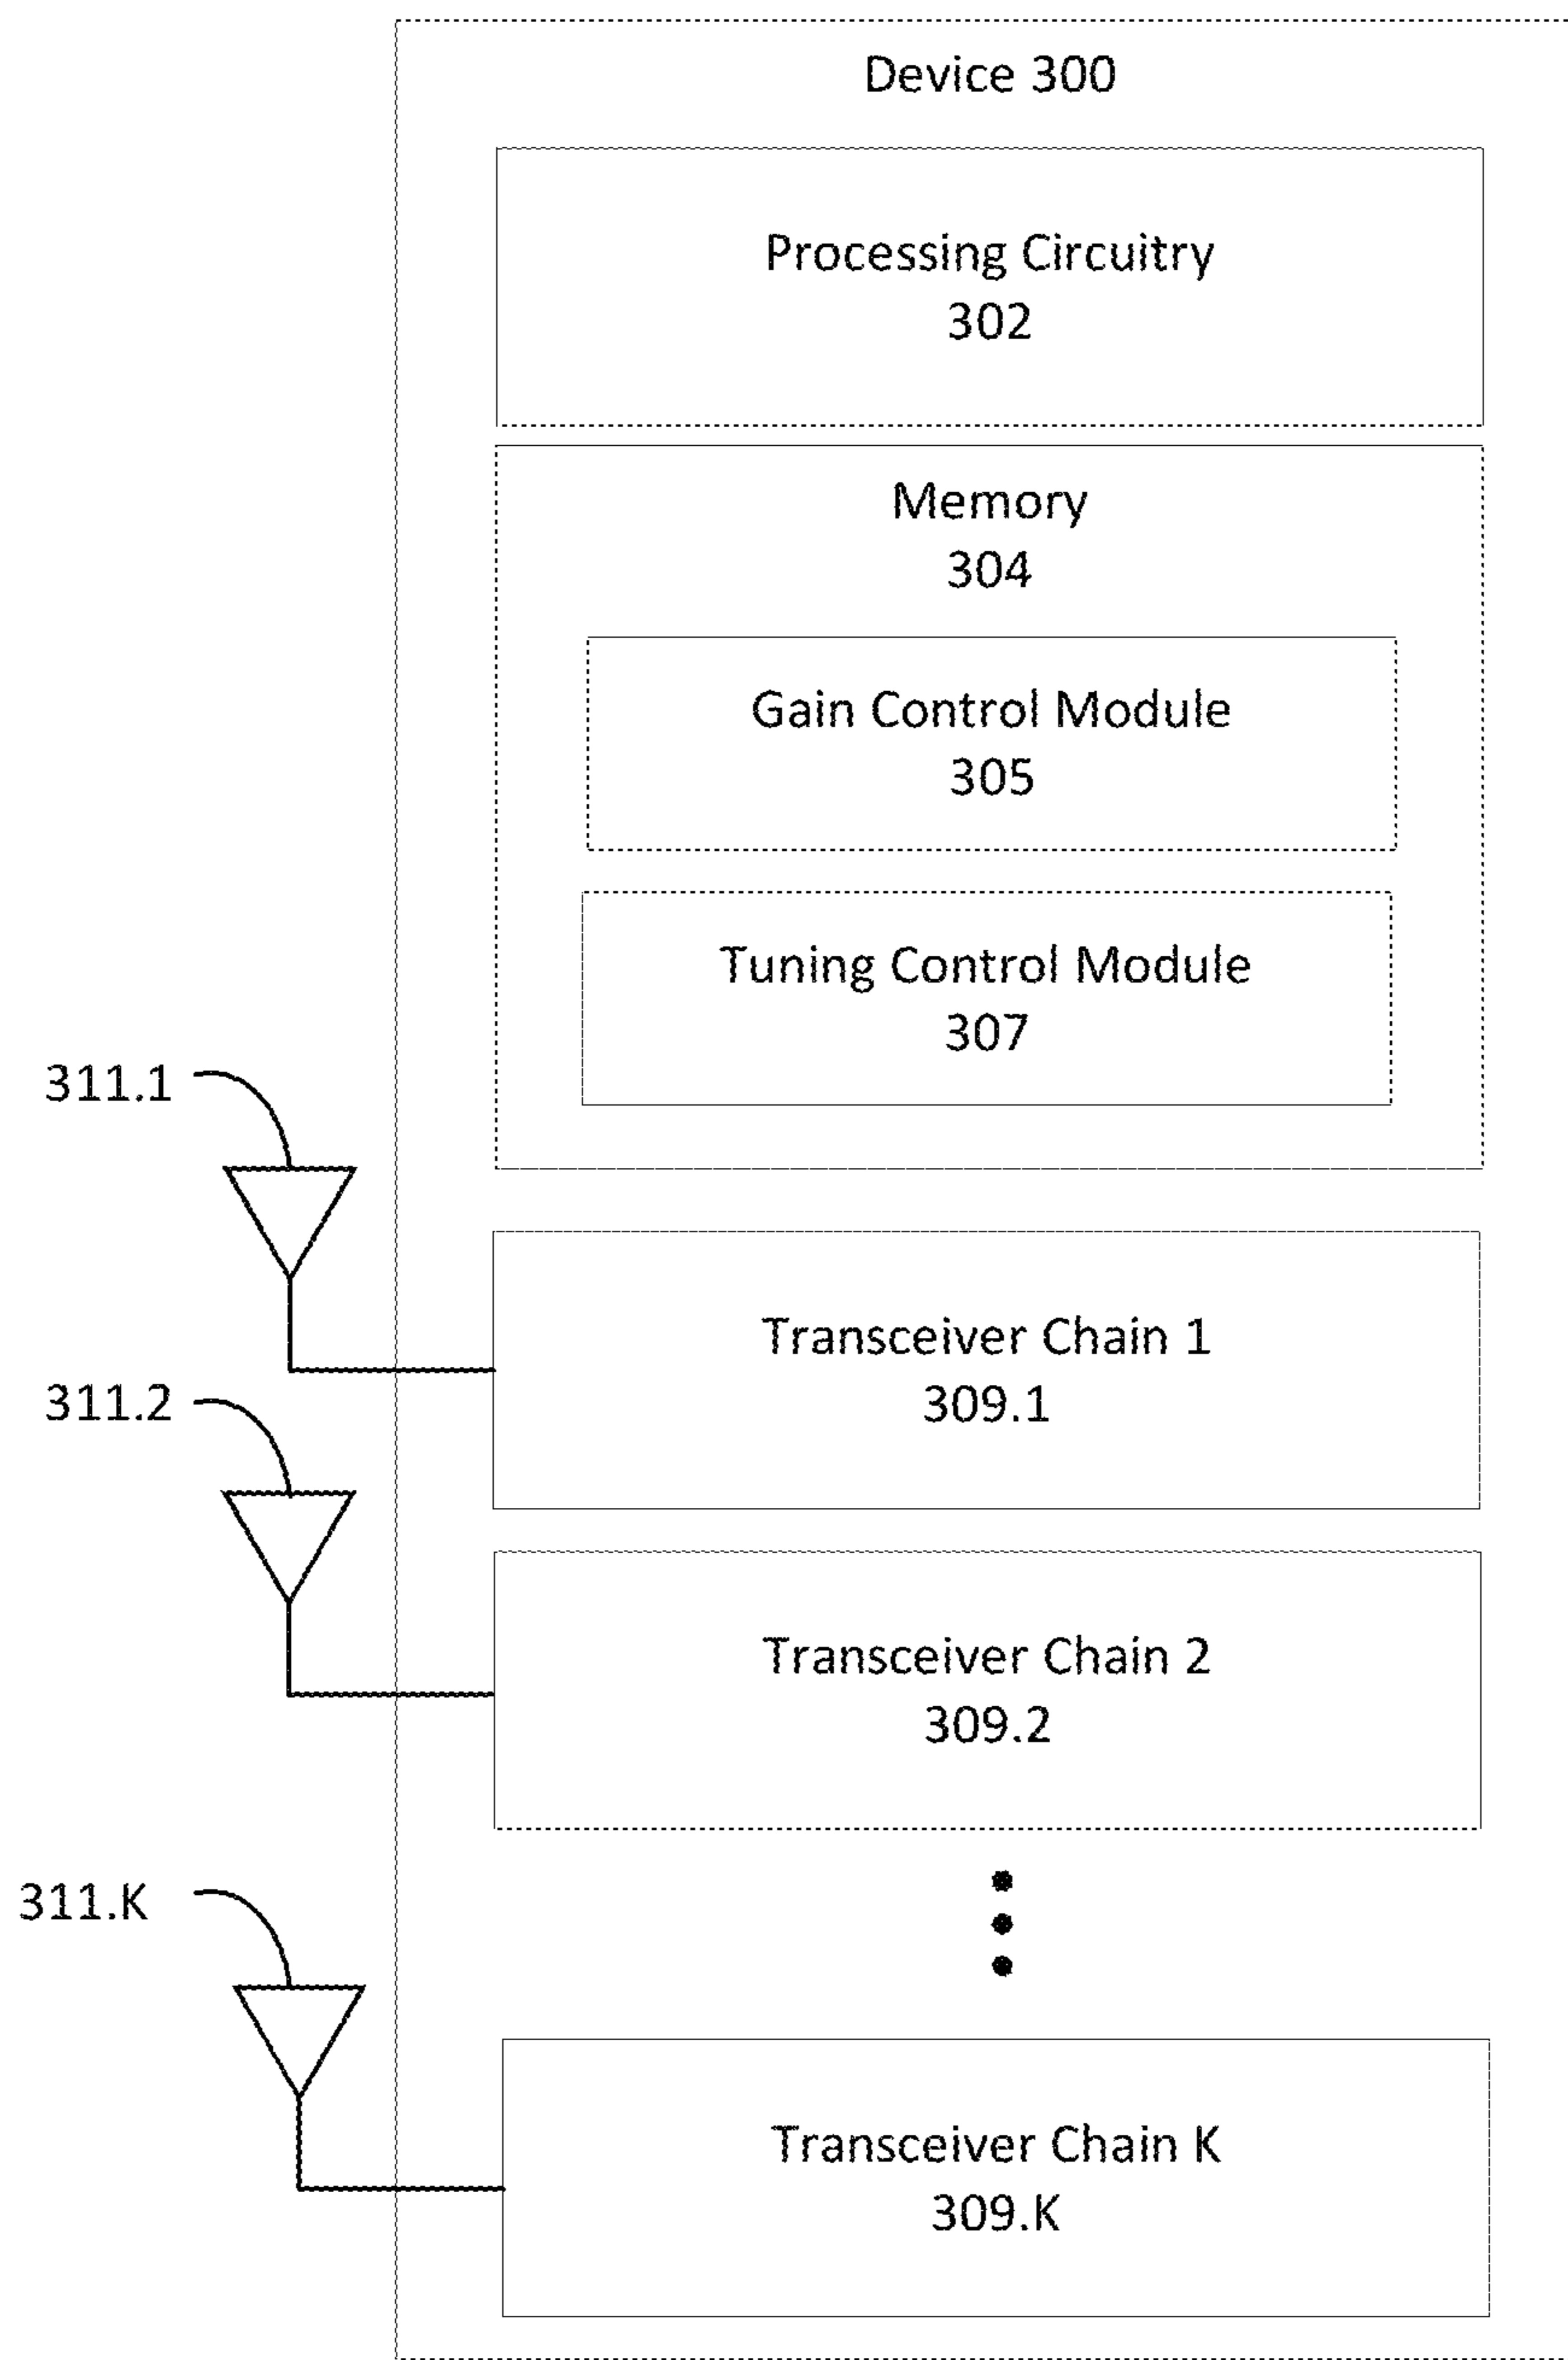 Device 300
Processing Circuitry
302
Memory
304
Gain Control Module
305
Tuning Control Module
307
311.1
Transceiver Chain 1
309.1
311.2
Transceiver Chain 2
309.2
311.K
Transceiver Chain K
309.K